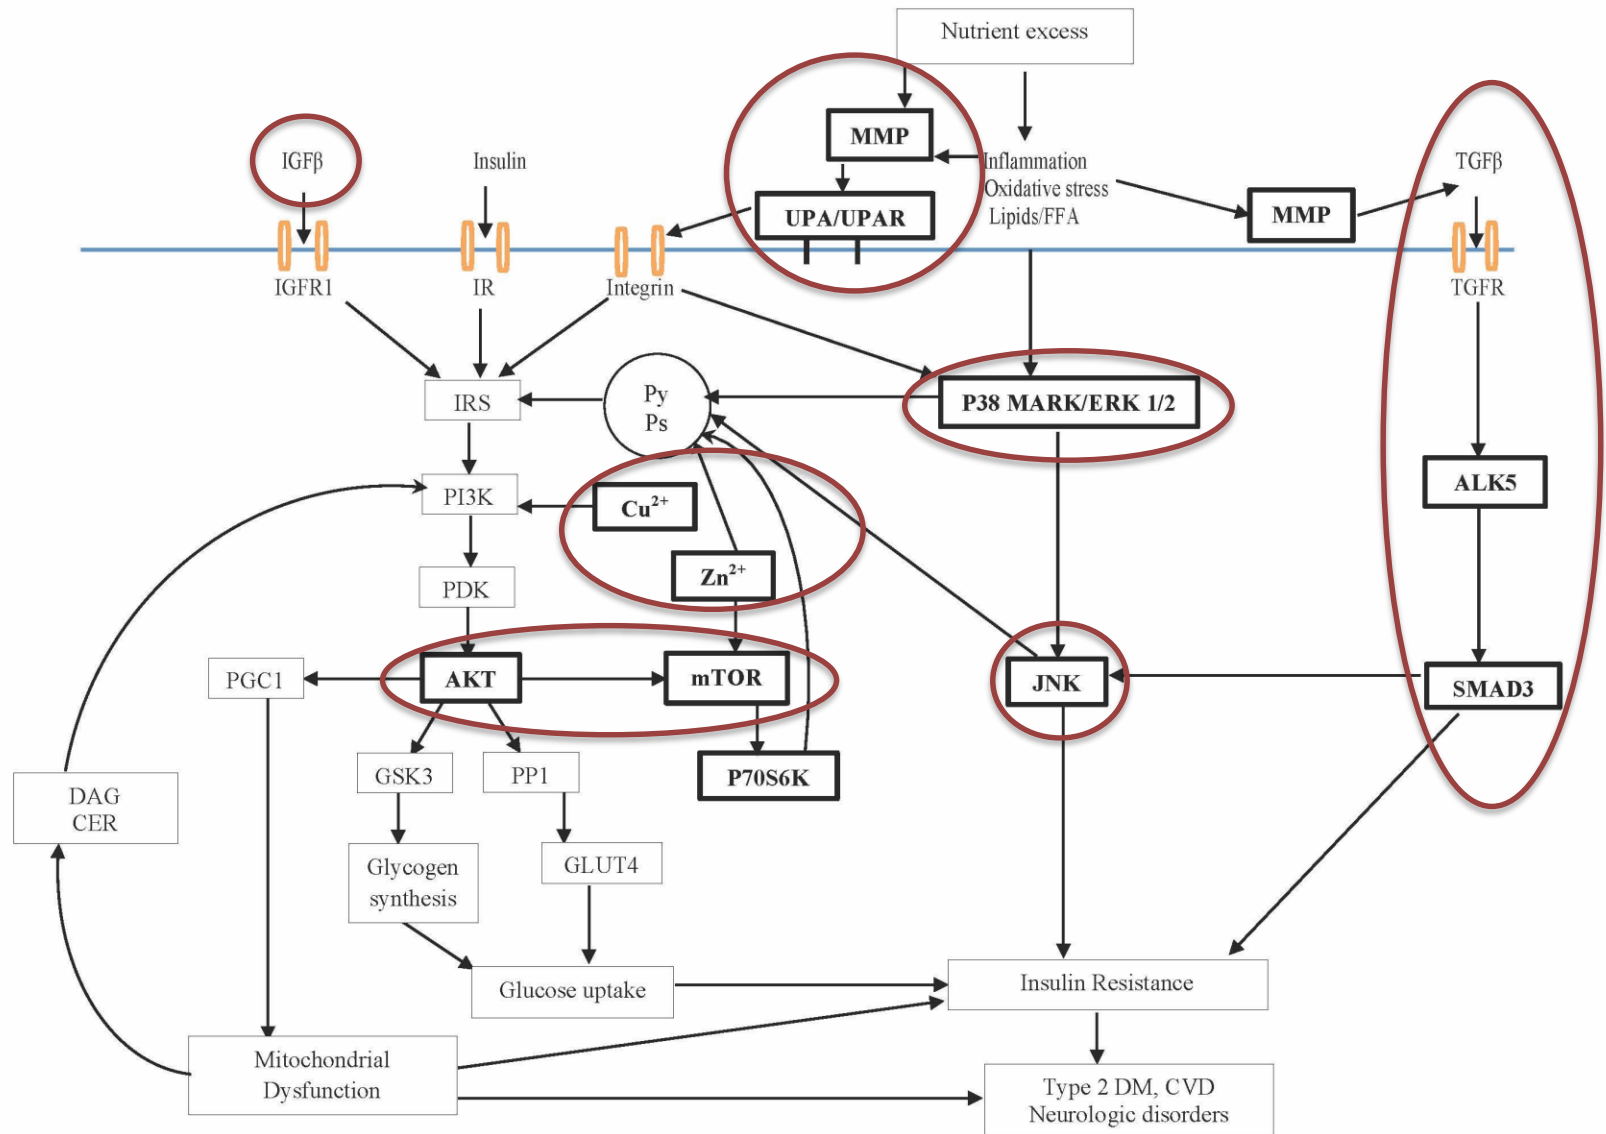 Nutrient excess
MMP
IGFβ
Insulin
Inflammation
Oxidative stress
Lipids/FFA
TGFβ
UPA/UPAR
MMP
IGFR1
IR
Integrin
TGFR
IRS
Py
Ps
P38 MARK/ERK 1/2
PI3K
Cu²⁺
ALK5
PDK
Zn²⁺
PGC1
AKT
mTOR
JNK
SMAD3
GSK3
PP1
P70S6K
DAG
CER
Glycogen
synthesis
GLUT4
Glucose uptake
Insulin Resistance
Mitochondrial
Dysfunction
Type 2 DM, CVD
Neurologic disorders